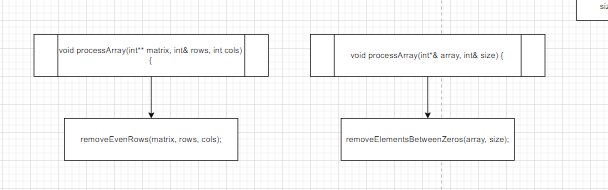 siz
void processArray(int** matrix, int& rows, int cols)
{
void processArray(int*& array, int& size) {
removeEvenRows(matrix, rows, cols);
removeElementsBetweenZeros(array, size);